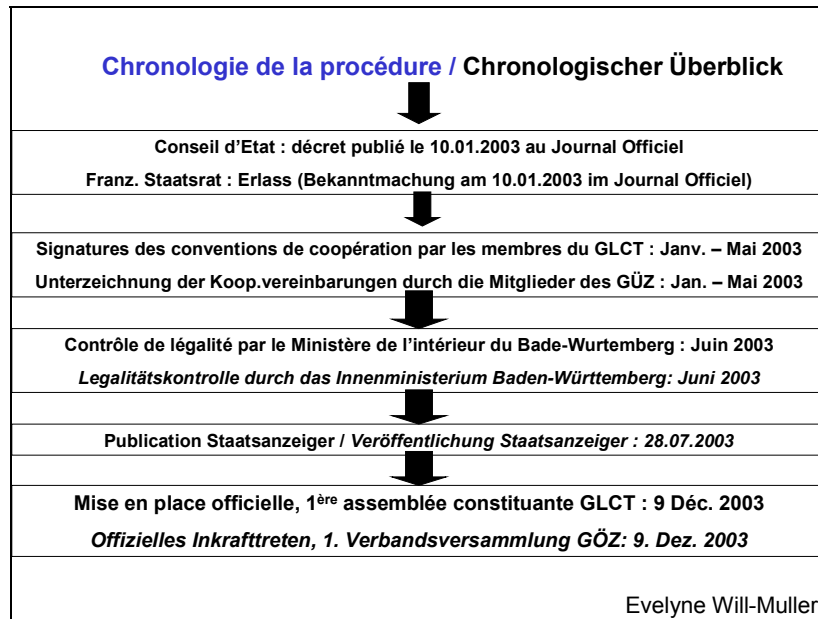 Chronologie de la procédure / Chronologischer Überblick
Conseil d'Etat : décret publié le 10.01.2003 au Journal Officiel
Franz. Staatsrat : Erlass (Bekanntmachung am 10.01.2003 im Journal Officiel)
Signatures des conventions de coopération par les membres du GLCT : Janv. – Mai 2003
Unterzeichnung der Koop.vereinbarungen durch die Mitglieder des GÜZ : Jan. – Mai 2003
Contrôle de légalité par le Ministère de l'intérieur du Bade-Wurtemberg : Juin 2003
Legalitätskontrolle durch das Innenministerium Baden-Württemberg: Juni 2003
Publication Staatsanzeiger / Veröffentlichung Staatsanzeiger : 28.07.2003
Mise en place officielle, 1ère assemblée constituante GLCT : 9 Déc. 2003
Offizielles Inkrafttreten, 1. Verbandsversammlung GÖZ: 9. Dez. 2003
Evelyne Will-Muller